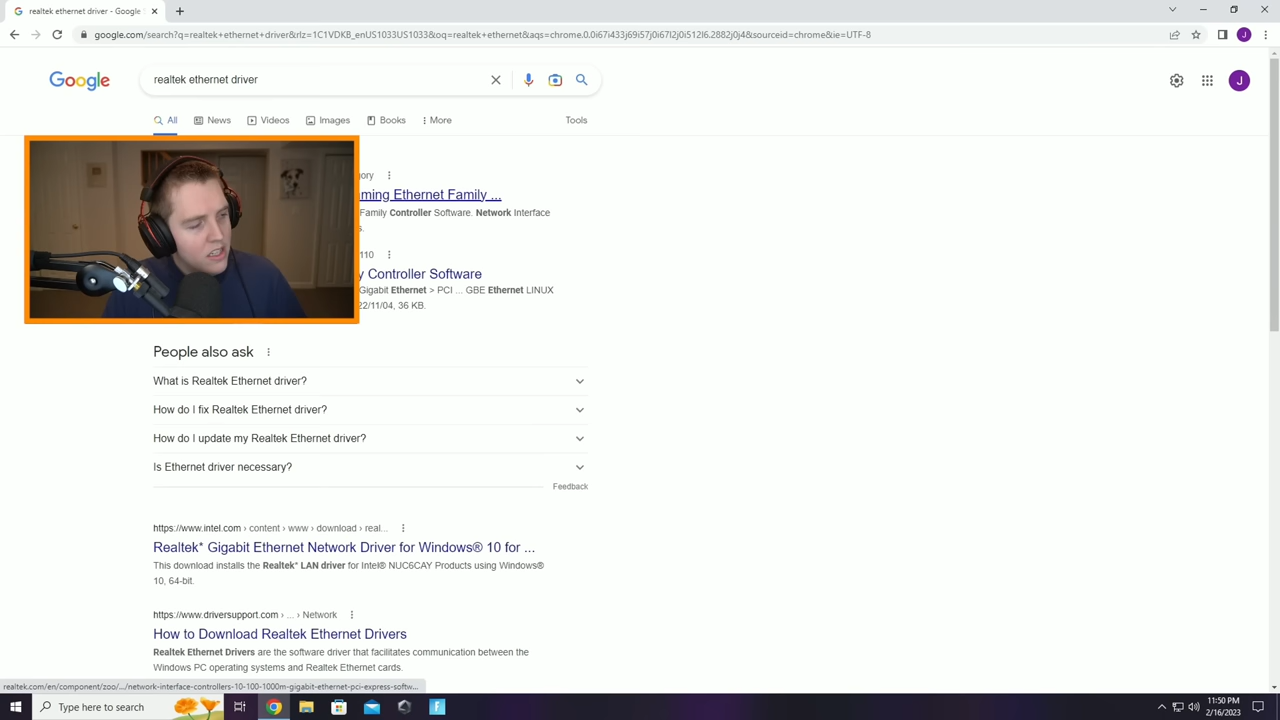 realtek ethernet driver - Google
google.com/search?q=realtek+ethernet+driver&rlz=1C1VDKB_enUS1033US1033&oq=realtek+ethernet&aqs=chrome.0.0i67i433j69i57j0i67l2j0i512l6.2882j0j4&sourceid=chrome&ie=UTF-8
J
Google
realtek ethernet driver
J
All
News
Videos
Images
Books
More
Tools
ory
ming Ethernet Family ...
Family Controller Software. Network Interface
s.
110
y Controller Software
Gigabit Ethernet > PCI ... GBE Ethernet LINUX
22/11/04, 36 KB.
People also ask
What is Realtek Ethernet driver?
How do I fix Realtek Ethernet driver?
How do I update my Realtek Ethernet driver?
Is Ethernet driver necessary?
Feedback
https://www.intel.com › content › www › download › real...
Realtek* Gigabit Ethernet Network Driver for Windows® 10 for ...
This download installs the Realtek* LAN driver for Intel® NUC6CAY Products using Windows®
10, 64-bit.
https://www.driversupport.com › ... › Network
How to Download Realtek Ethernet Drivers
Realtek Ethernet Drivers are the software driver that facilitates communication between the
Windows PC operating systems and Realtek Ethernet cards.
realtek.com/en/component/zoo/.../network-interface-controllers-10-100-1000m-gigabit-ethernet-pci-express-softw...
Type here to search
11:50 PM
2/16/2023